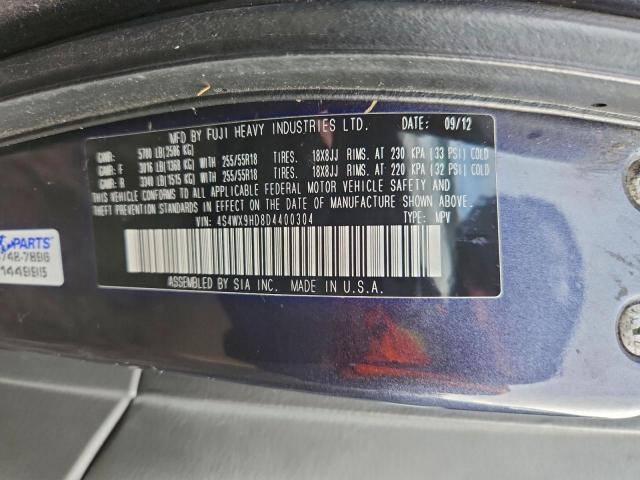 MFD BY FUJI HEAVY INDUSTRIES LTD. DATE: 09/12
GVWR: 5700 LB(2586 KG)
GAWR: F 3016 LB(1368 KG) WITH 255/55R18 TIRES. 18X8JJ RIMS. AT 230 KPA (33 PSI) COLD
GAWR: R 3340 LB(1515 KG) WITH 255/55R18 TIRES. 18X8JJ RIMS. AT 220 KPA (32 PSI) COLD
THIS VEHICLE CONFORMS TO ALL APPLICABLE FEDERAL MOTOR VEHICLE SAFETY AND
THEFT PREVENTION STANDARDS IN EFFECT ON THE DATE OF MANUFACTURE SHOWN ABOVE.
VIN: 4S4WX9HD8D4400304 TYPE: MPV
ASSEMBLED BY SIA INC. MADE IN U.S.A.
PARTS™
748-7896
1449915